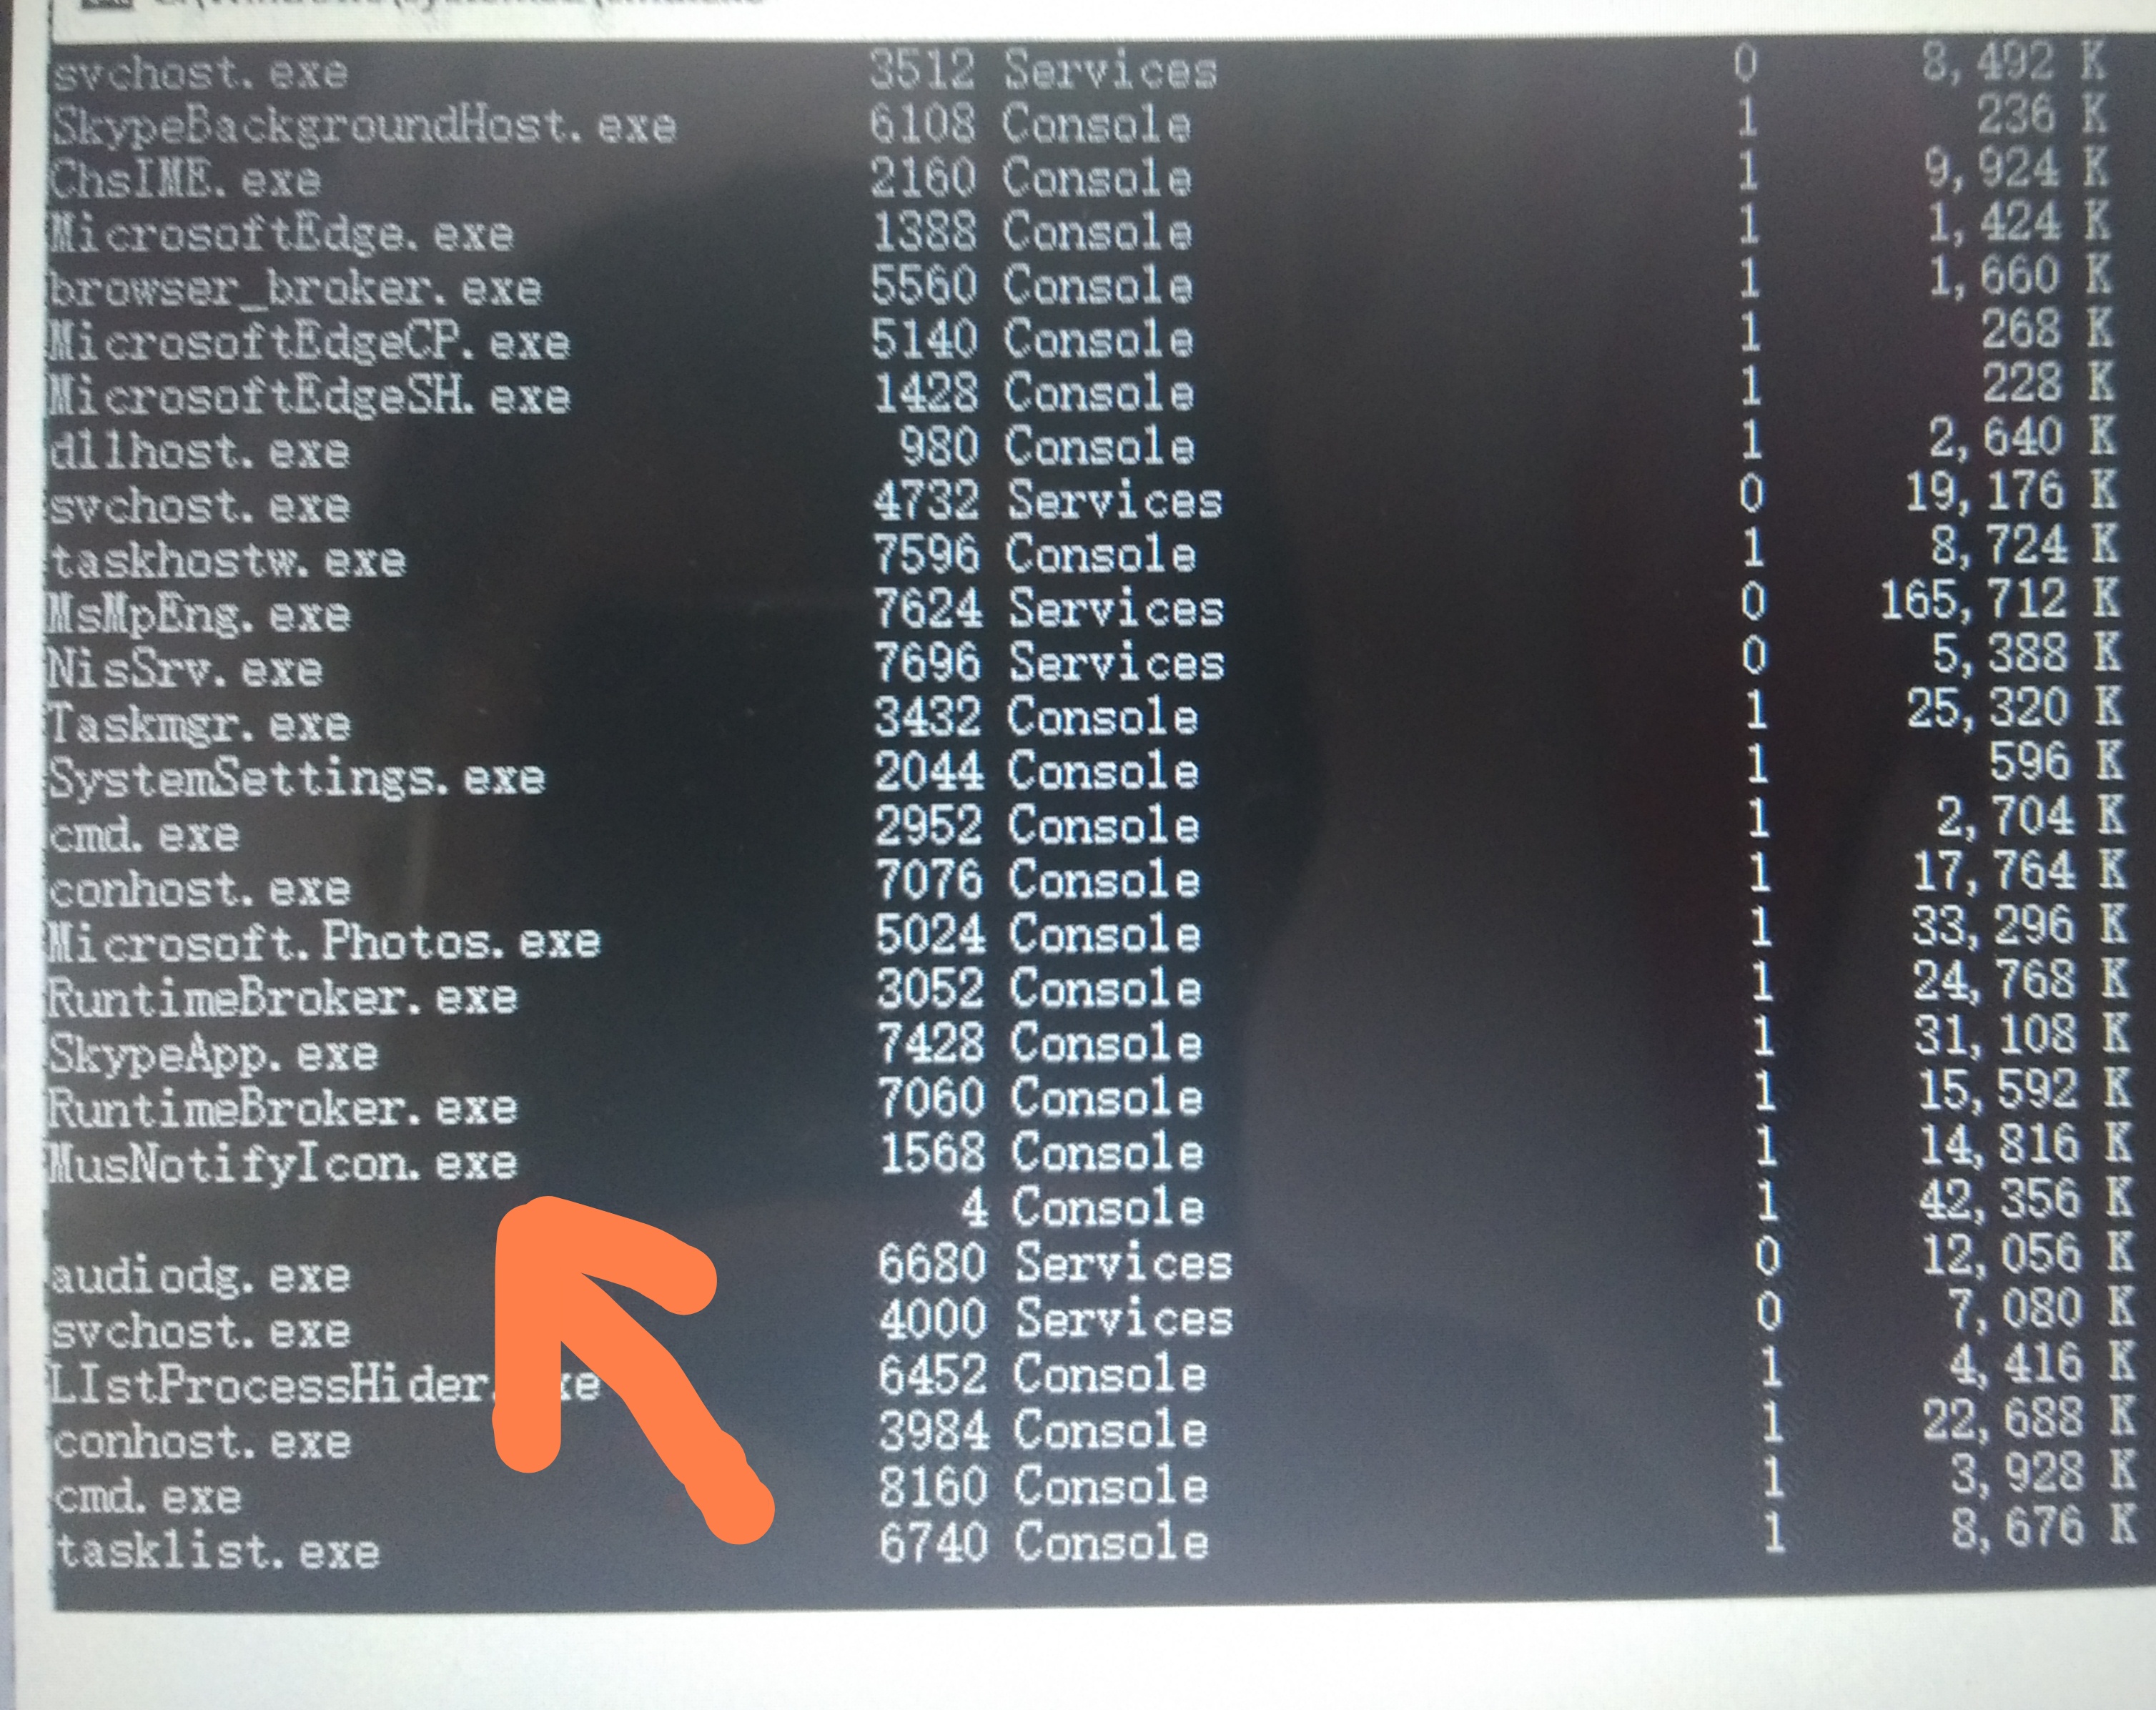 svchost.exe 3512 Services 0 8,492 K
SkypeBackgroundHost.exe 6108 Console 1 236 K
ChsIME.exe 2160 Console 1 9,924 K
MicrosoftEdge.exe 1388 Console 1 1,424 K
browser_broker.exe 5560 Console 1 1,660 K
MicrosoftEdgeCP.exe 5140 Console 1 268 K
MicrosoftEdgeSH.exe 1428 Console 1 228 K
dllhost.exe 980 Console 1 2,640 K
svchost.exe 4732 Services 0 19,176 K
taskhostw.exe 7596 Console 1 8,724 K
MsMpEng.exe 7624 Services 0 165,712 K
NisSrv.exe 7696 Services 0 5,388 K
Taskmgr.exe 3432 Console 1 25,320 K
SystemSettings.exe 2044 Console 1 596 K
cmd.exe 2952 Console 1 2,704 K
conhost.exe 7076 Console 1 17,764 K
Microsoft.Photos.exe 5024 Console 1 33,296 K
RuntimeBroker.exe 3052 Console 1 24,768 K
SkypeApp.exe 7428 Console 1 31,108 K
RuntimeBroker.exe 7060 Console 1 15,592 K
MusNotifyIcon.exe 1568 Console 1 14,816 K
4 Console 1 42,356 K
audiodg.exe 6680 Services 0 12,056 K
svchost.exe 4000 Services 0 7,080 K
LIstProcessHider.exe 6452 Console 1 4,416 K
conhost.exe 3984 Console 1 22,688 K
cmd.exe 8160 Console 1 3,928 K
tasklist.exe 6740 Console 1 8,676 K